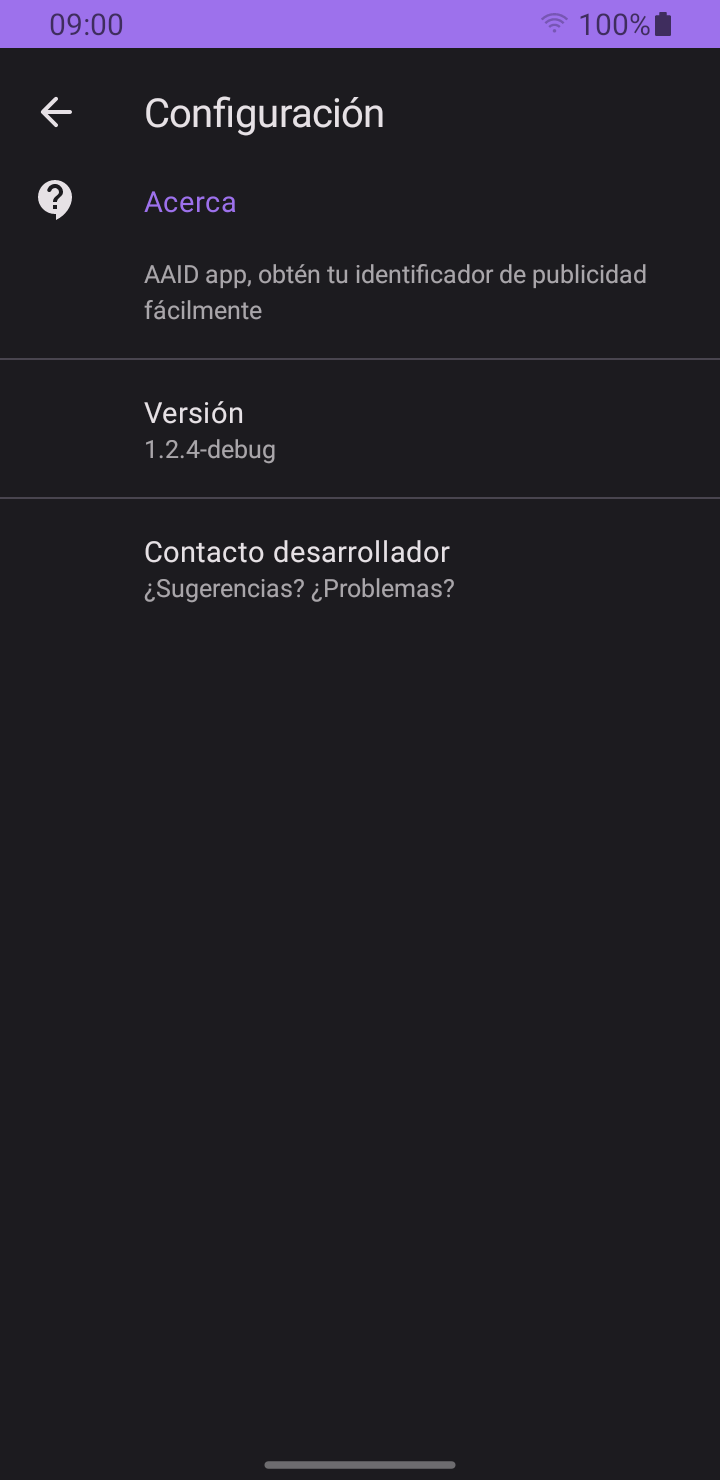 09:00 100%
Configuración
Acerca
AAID app, obtén tu identificador de publicidad
fácilmente
Versión
1.2.4-debug
Contacto desarrollador
¿Sugerencias? ¿Problemas?